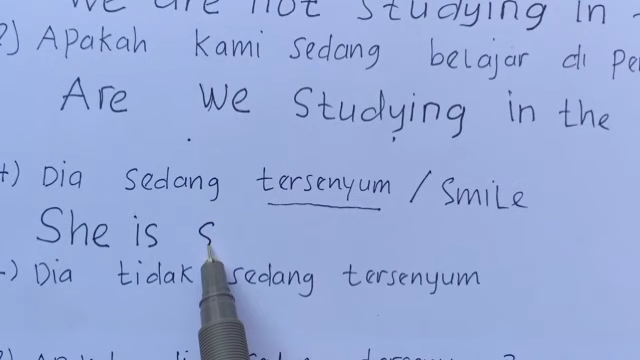 We are not studying in
?) Apakah kami sedang belajar di
Are we studying in the
+) Dia sedang tersenyum / smile
She is s
-) Dia tidak sedang tersenyum